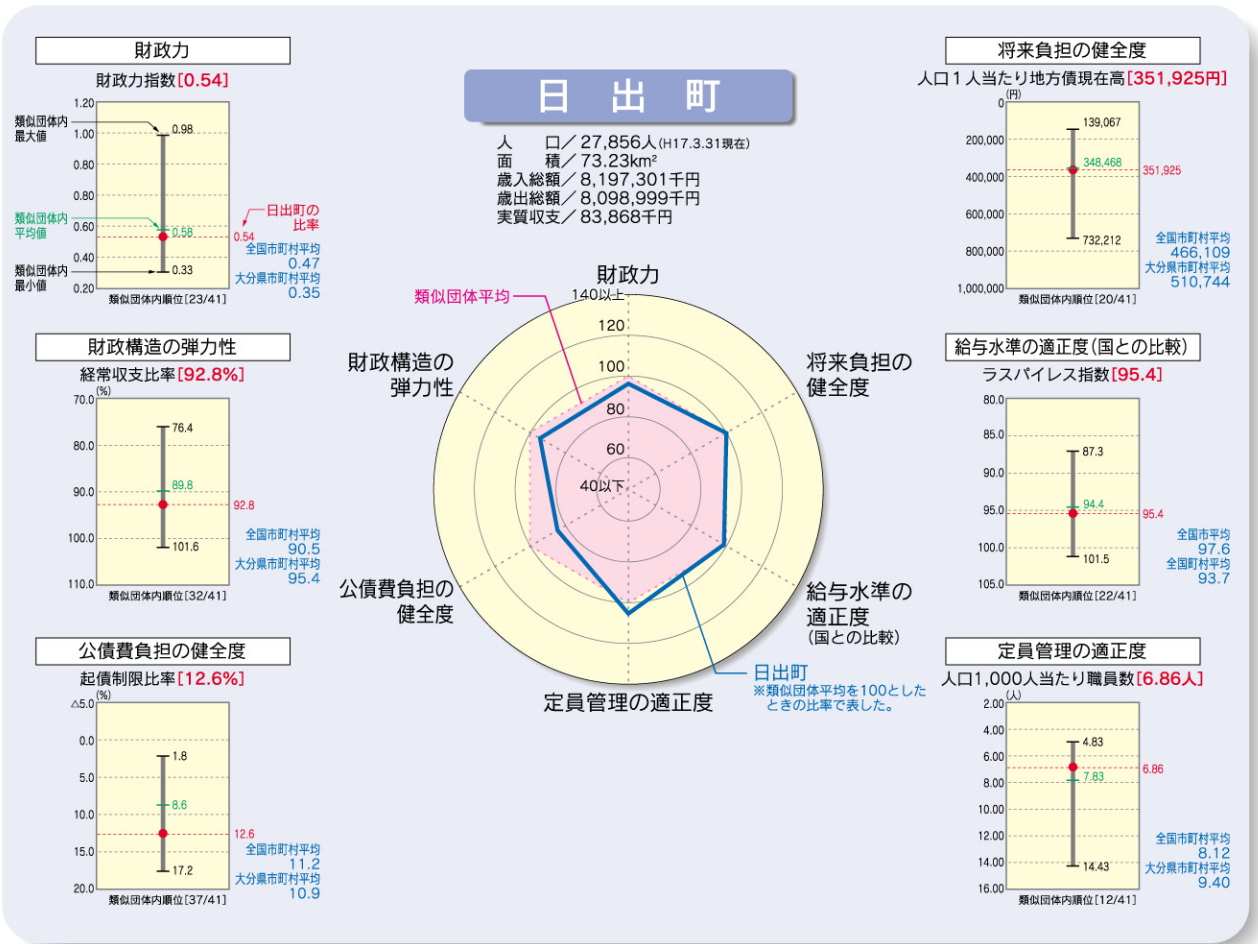 日出町
人　　口／27,856人(H17.3.31現在)
面　　積／73.23km²
歳入総額／8,197,301千円
歳出総額／8,098,999千円
実質収支／83,868千円
財政力
財政力指数[0.54]
1.20
1.00
0.80
0.80
0.60
0.40
0.20
類似団体内
最大値
0.98
類似団体内
平均値
0.58
日出町の
比率
0.54
類似団体内
最小値
0.33
全国市町村平均
0.47
大分県市町村平均
0.35
類似団体内順位[23/41]
財政構造の弾力性
経常収支比率[92.8%]
(%)
70.0
80.0
90.0
100.0
110.0
76.4
89.8
92.8
101.6
全国市町村平均
90.5
大分県市町村平均
95.4
類似団体内順位[32/41]
公債費負担の健全度
起債制限比率[12.6%]
(%)
△5.0
0.0
5.0
10.0
15.0
20.0
1.8
8.6
12.6
17.2
全国市町村平均
11.2
大分県市町村平均
10.9
類似団体内順位[37/41]
財政力
類似団体平均
140以上
120
100
80
60
40以下
財政構造の
弾力性
将来負担の
健全度
公債費負担の
健全度
給与水準の
適正度
(国との比較)
定員管理の適正度
日出町
※類似団体平均を100とした
ときの比率で表した。
将来負担の健全度
人口1人当たり地方債現在高[351,925円]
(円)
0
200,000
400,000
600,000
800,000
1,000,000
139,067
348,468
351,925
732,212
全国市町村平均
466,109
大分県市町村平均
510,744
類似団体内順位[20/41]
給与水準の適正度(国との比較)
ラスパイレス指数[95.4]
80.0
85.0
90.0
95.0
100.0
105.0
87.3
94.4
95.4
101.5
全国市平均
97.6
全国町村平均
93.7
類似団体内順位[22/41]
定員管理の適正度
人口1,000人当たり職員数[6.86人]
(人)
2.00
4.00
6.00
8.00
10.00
12.00
14.00
16.00
4.83
6.86
7.83
14.43
全国市町村平均
8.12
大分県市町村平均
9.40
類似団体内順位[12/41]